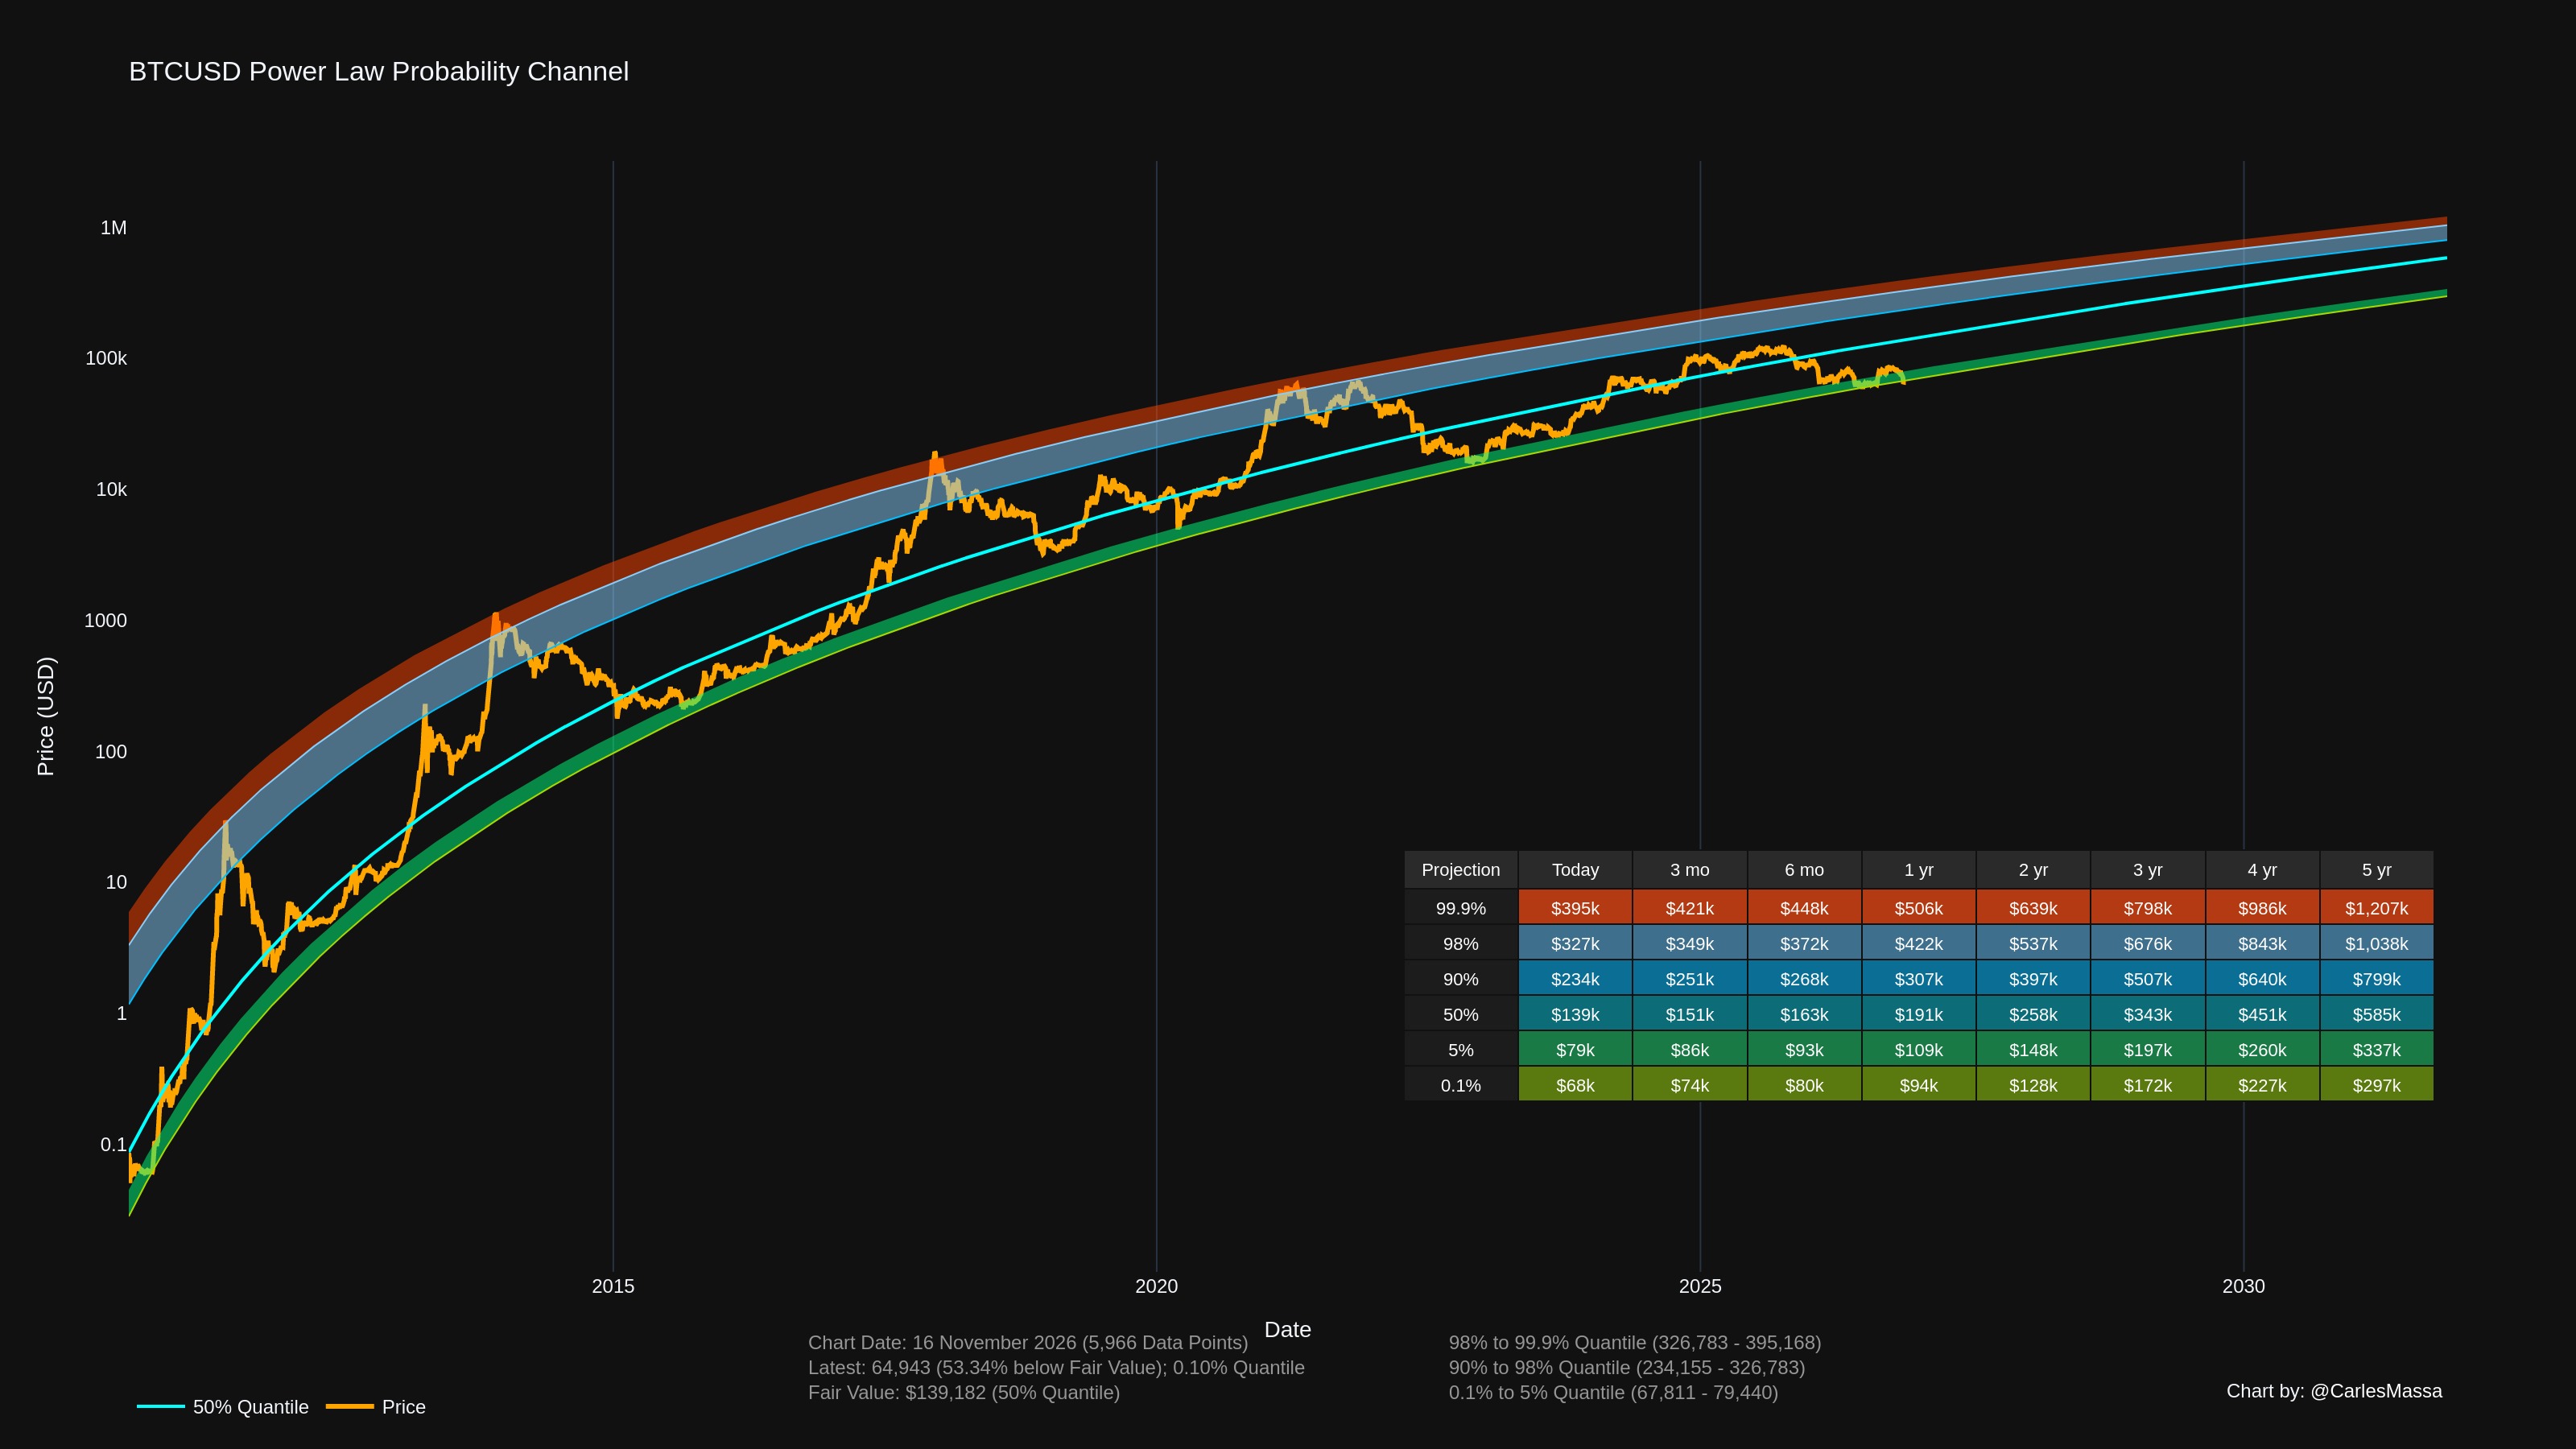 BTCUSD Power Law Probability Channel
1M
100k
10k
1000
100
10
1
0.1
Price (USD)
Projection Today 3 mo 6 mo 1 yr 2 yr 3 yr 4 yr 5 yr
99.9% $395k $421k $448k $506k $639k $798k $986k $1,207k
98% $327k $349k $372k $422k $537k $676k $843k $1,038k
90% $234k $251k $268k $307k $397k $507k $640k $799k
50% $139k $151k $163k $191k $258k $343k $451k $585k
5% $79k $86k $93k $109k $148k $197k $260k $337k
0.1% $68k $74k $80k $94k $128k $172k $227k $297k
2015 2020 2025 2030
Date
Chart Date: 16 November 2026 (5,966 Data Points)
Latest: 64,943 (53.34% below Fair Value); 0.10% Quantile
Fair Value: $139,182 (50% Quantile)
98% to 99.9% Quantile (326,783 - 395,168)
90% to 98% Quantile (234,155 - 326,783)
0.1% to 5% Quantile (67,811 - 79,440)
Chart by: @CarlesMassa
50% Quantile Price